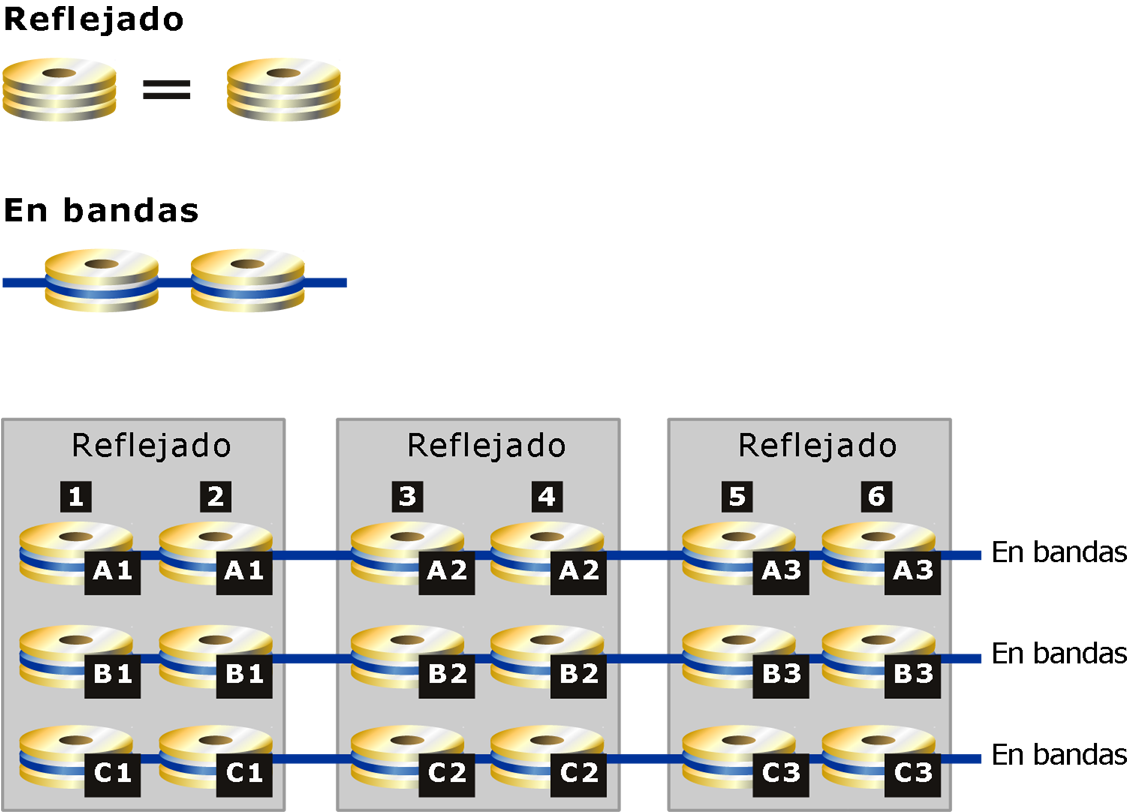 Reflejado
=
En bandas
Reflejado Reflejado Reflejado
1 2 3 4 5 6
A1 A1 A2 A2 A3 A3 En bandas
B1 B1 B2 B2 B3 B3 En bandas
C1 C1 C2 C2 C3 C3 En bandas